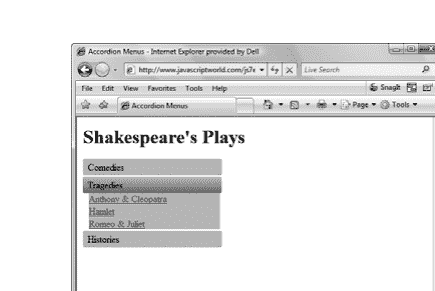 Accordion Menus - Internet Explorer provided by Dell
http://www.javascriptworld.com/js7x
Live Search
File Edit View Favorites Tools Help
SnagIt
Accordion Menus
Page Tools
Shakespeare's Plays
Comedies
Tragedies
Anthony & Cleopatra
Hamlet
Romeo & Juliet
Histories